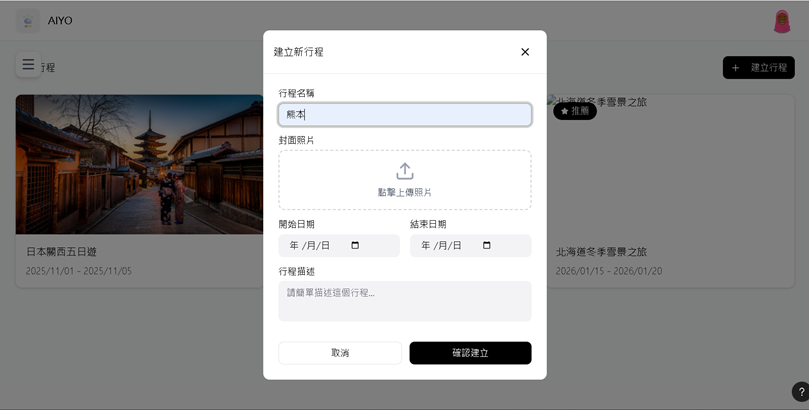 AIYO
行程
建立行程
建立新行程
行程名稱
熊本
封面照片
點擊上傳照片
開始日期
結束日期
年 /月/日
年 /月/日
行程描述
請簡單描述這個行程...
取消
確認建立
日本關西五日遊
2025/11/01 - 2025/11/05
北海道冬季雪景之旅
推薦
北海道冬季雪景之旅
2026/01/15 - 2026/01/20
?